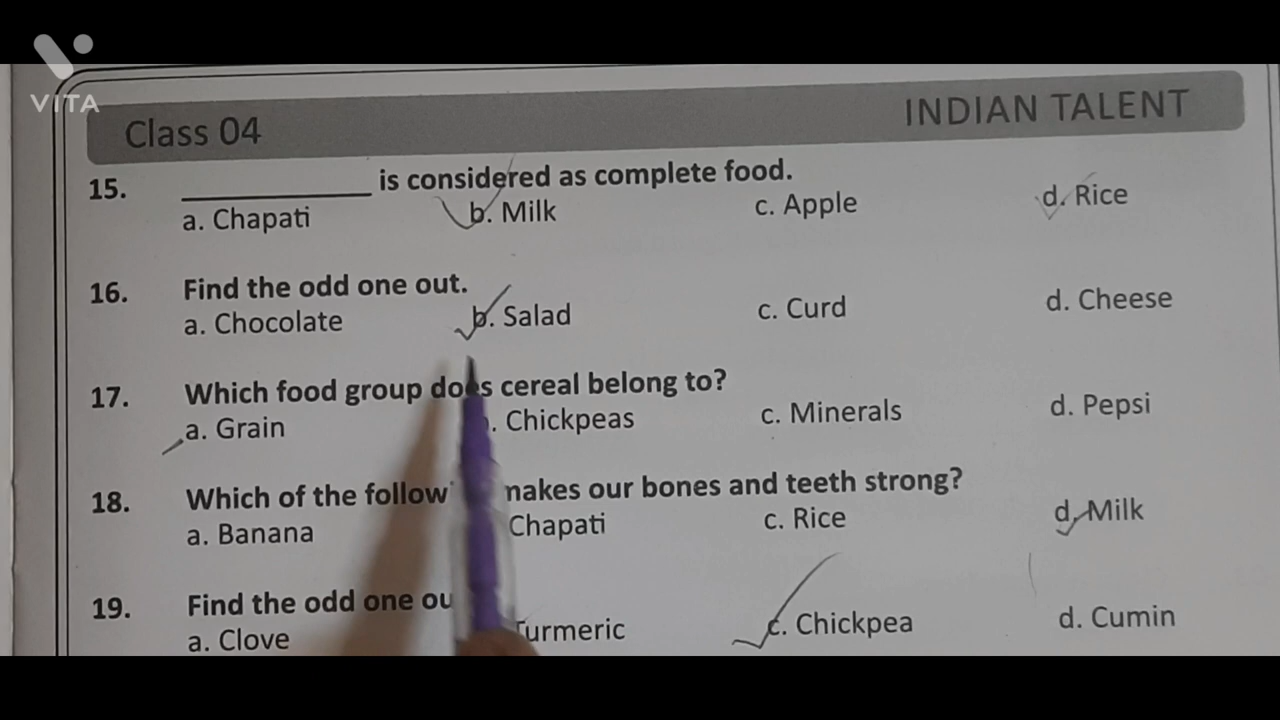 VITA
Class 04 INDIAN TALENT
15. __________ is considered as complete food.
a. Chapati b. Milk c. Apple d. Rice
16. Find the odd one out.
a. Chocolate b. Salad c. Curd d. Cheese
17. Which food group does cereal belong to?
a. Grain . Chickpeas c. Minerals d. Pepsi
18. Which of the follow makes our bones and teeth strong?
a. Banana Chapati c. Rice d. Milk
19. Find the odd one ou
a. Clove Turmeric c. Chickpea d. Cumin